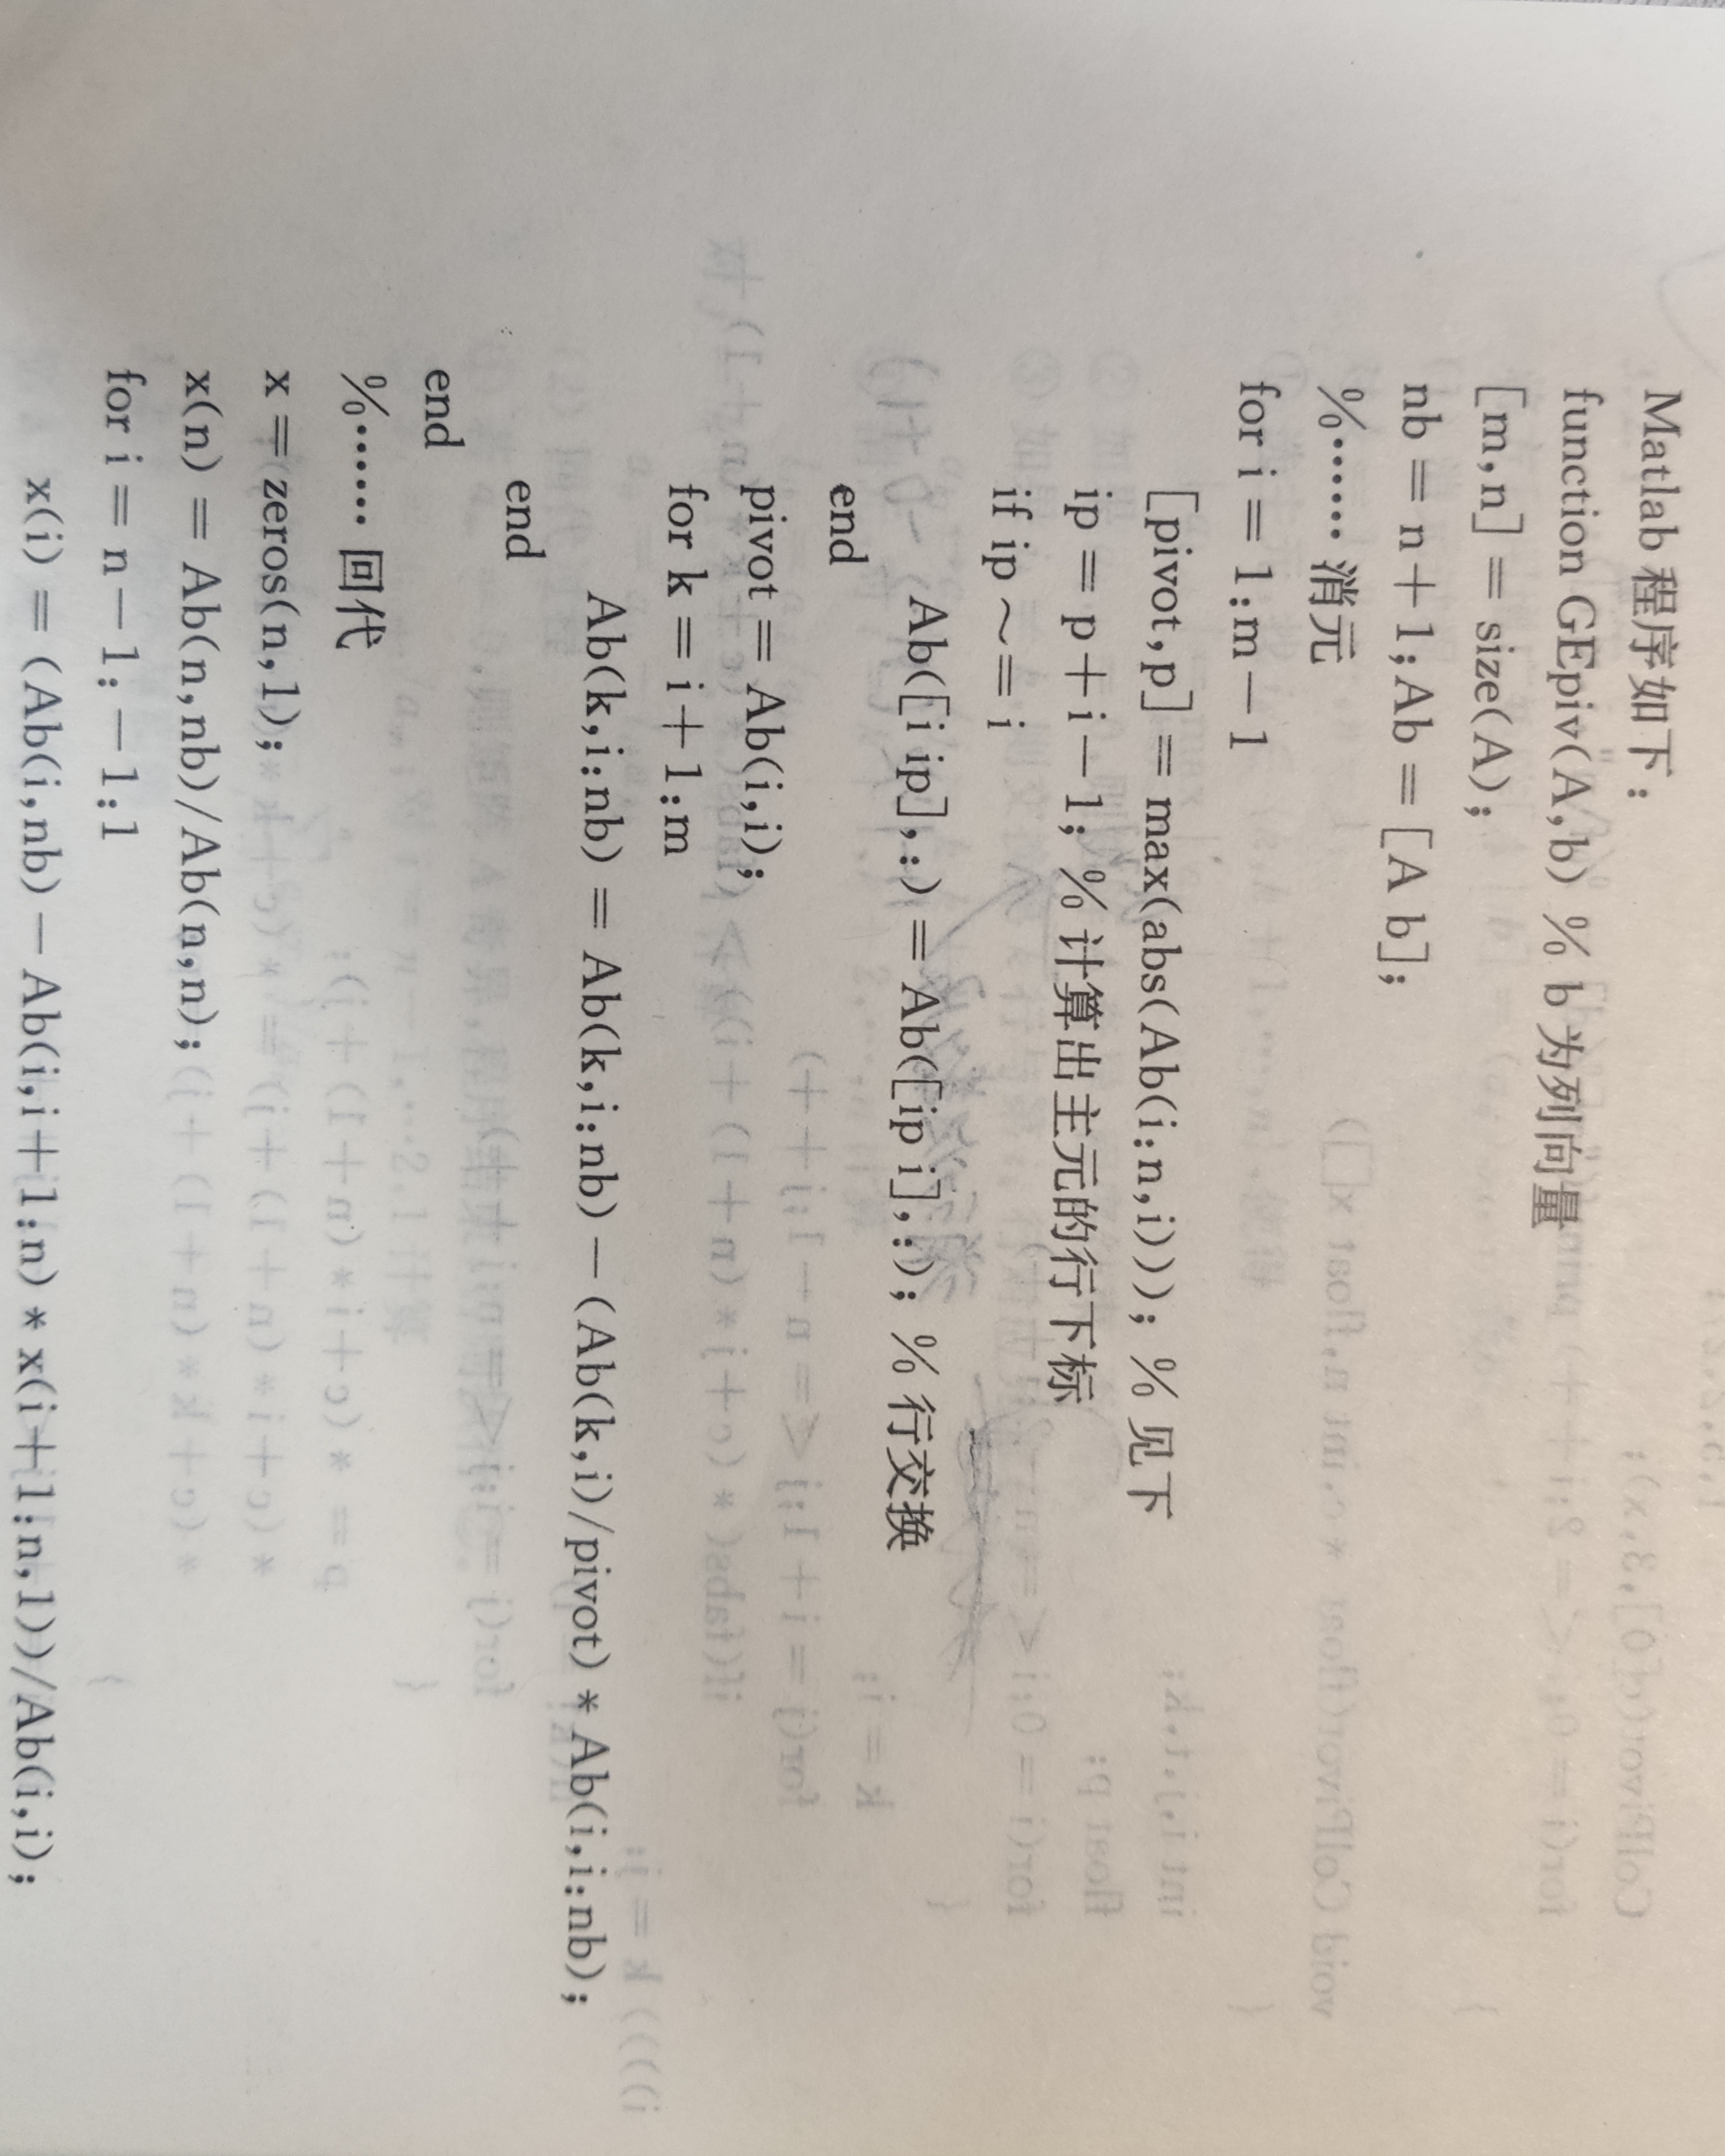 Matlab 程序如下：
function GEpiv(A,b) % b 为列向量
[m,n] = size(A);
nb = n+1;Ab = [A b];
%…… 消元
for i = 1:m-1
[pivot,p] = max(abs(Ab(i:n,i))); % 见下
ip = p+i-1; % 计算出主元的行下标
if ip ~= i
Ab([i ip],:) = Ab([ip i],:); % 行交换
end
pivot = Ab(i,i);
for k = i+1:m
Ab(k,i:nb) = Ab(k,i:nb)-(Ab(k,i)/pivot) * Ab(i,i:nb);
end
end
%…… 回代
x = zeros(n,1);
x(n) = Ab(n,nb)/Ab(n,n);
for i = n-1:-1:1
x(i) = (Ab(i,nb)-Ab(i,i+1:n) * x(i+1:n,1))/Ab(i,i);